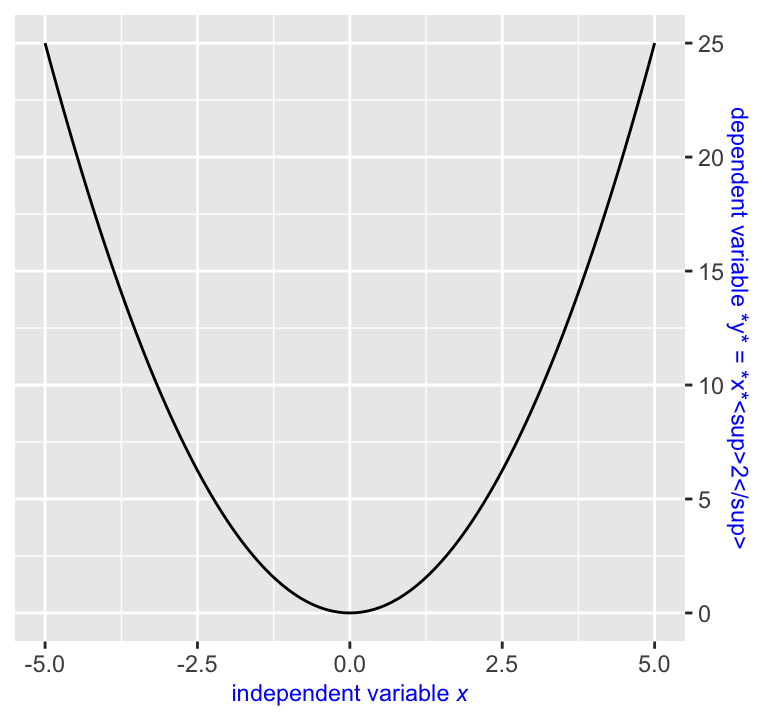 25
20
15
10
5
0
dependent variable *y* = *x*<sup>2</sup>
-5.0 -2.5 0.0 2.5 5.0
independent variable x